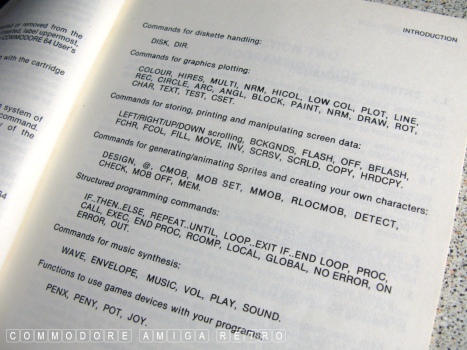 erted or removed from the
inserted, label uppermost,
COMMODORE 64 User's
with the cartridge
system of
command.
of the
64
INTRODUCTION
Commands for diskette handling:
DISK, DIR.
Commands for graphics plotting:
COLOUR, HIRES, MULTI, NRM, HICOL, LOW COL, PLOT, LINE,
REC, CIRCLE, ARC, ANGL, BLOCK, PAINT, NRM, DRAW, ROT,
CHAR, TEXT, TEST, CSET.
Commands for storing, printing and manipulating screen data:
LEFT/RIGHT/UP/DOWN scrolling, BCKGNDS, FLASH, OFF, BFLASH,
FCHR, FCOL, FILL, MOVE, INV, SCRSV, SCRLD, COPY, HRDCPY.
Commands for generating/animating Sprites and creating your own characters:
DESIGN, @, CMOB, MOB SET, MMOB, RLOCMOB, DETECT,
CHECK, MOB OFF, MEM.
Structured programming commands:
IF..THEN..ELSE, REPEAT..UNTIL, LOOP..EXIT IF..END LOOP, PROC,
CALL, EXEC, END PROC, RCOMP, LOCAL, GLOBAL, NO ERROR, ON
ERROR, OUT.
Commands for music synthesis:
WAVE, ENVELOPE, MUSIC, VOL, PLAY, SOUND.
Functions to use games devices with your programs:
PENX, PENY, POT, JOY.
COMMODORE AMIGA RETRO